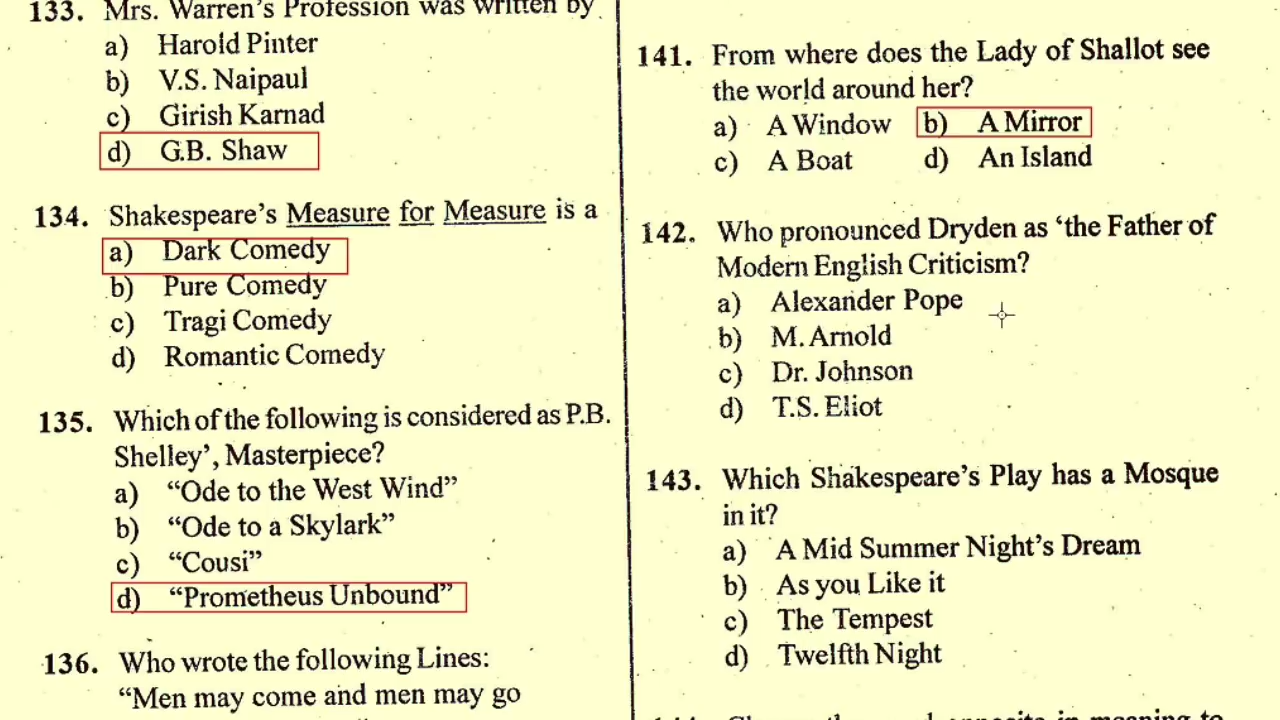 133. Mrs. Warren's Profession was written by
a) Harold Pinter
b) V.S. Naipaul
c) Girish Karnad
d) G.B. Shaw
134. Shakespeare's Measure for Measure is a
a) Dark Comedy
b) Pure Comedy
c) Tragi Comedy
d) Romantic Comedy
135. Which of the following is considered as P.B.
Shelley', Masterpiece?
a) “Ode to the West Wind”
b) “Ode to a Skylark”
c) “Cousi”
d) “Prometheus Unbound”
136. Who wrote the following Lines:
“Men may come and men may go
141. From where does the Lady of Shallot see
the world around her?
a) A Window b) A Mirror
c) A Boat d) An Island
142. Who pronounced Dryden as ‘the Father of
Modern English Criticism?
a) Alexander Pope
b) M. Arnold
c) Dr. Johnson
d) T.S. Eliot
143. Which Shakespeare's Play has a Mosque
in it?
a) A Mid Summer Night's Dream
b) As you Like it
c) The Tempest
d) Twelfth Night